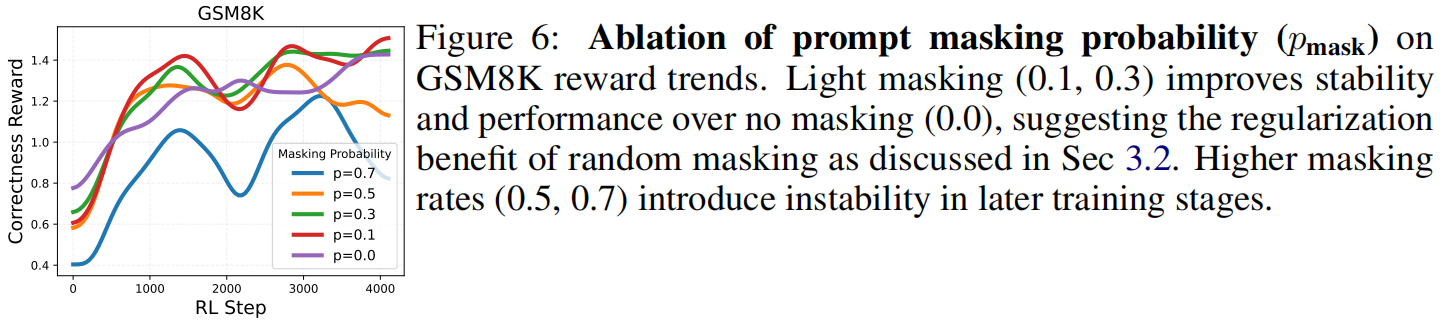 GSM8K
Correctness Reward
1.4
1.2
1.0
0.8
0.6
0.4
0
1000
2000
3000
4000
RL Step
Masking Probability
p=0.7
p=0.5
p=0.3
p=0.1
p=0.0
Figure 6: Ablation of prompt masking probability (pmask) on
GSM8K reward trends. Light masking (0.1, 0.3) improves stability
and performance over no masking (0.0), suggesting the regularization
benefit of random masking as discussed in Sec 3.2. Higher masking
rates (0.5, 0.7) introduce instability in later training stages.